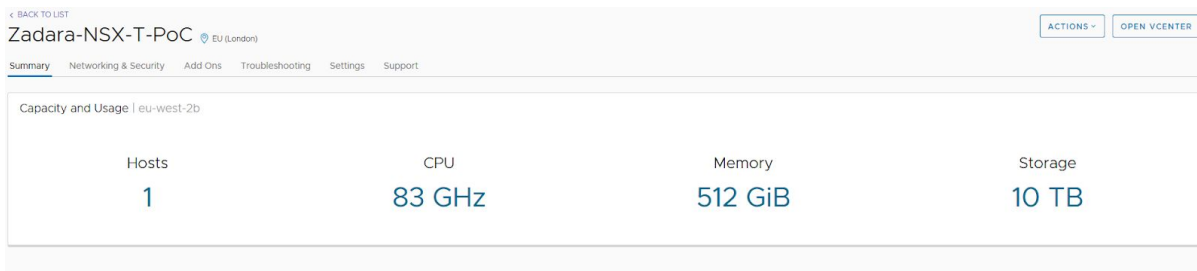 < BACK TO LIST
Zadara-NSX-T-PoC EU (London)
ACTIONS OPEN VCENTER
Summary Networking & Security Add Ons Troubleshooting Settings Support
Capacity and Usage | eu-west-2b
Hosts CPU Memory Storage
1 83 GHz 512 GiB 10 TB